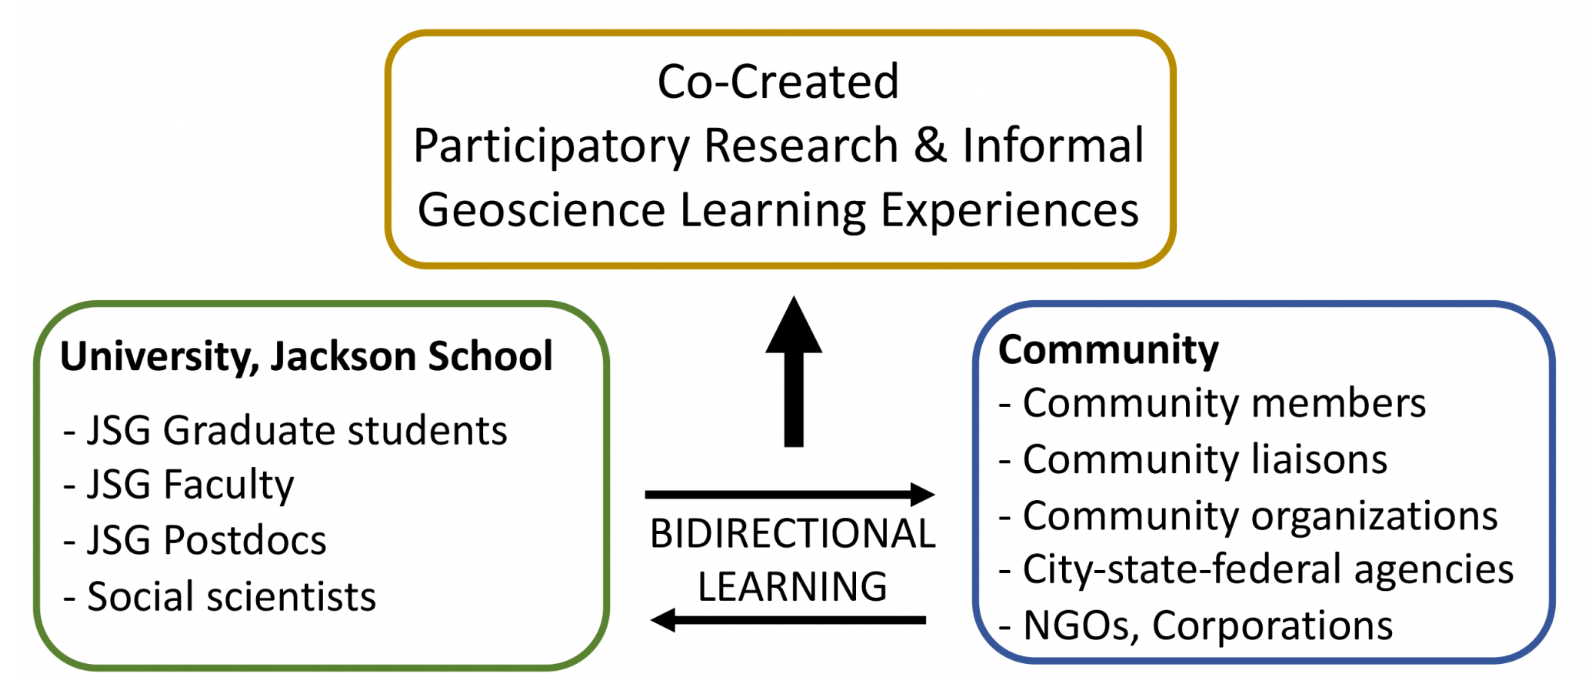 Co-Created
Participatory Research & Informal
Geoscience Learning Experiences
University, Jackson School
- JSG Graduate students
- JSG Faculty
- JSG Postdocs
- Social scientists
BIDIRECTIONAL
LEARNING
Community
- Community members
- Community liaisons
- Community organizations
- City-state-federal agencies
- NGOs, Corporations